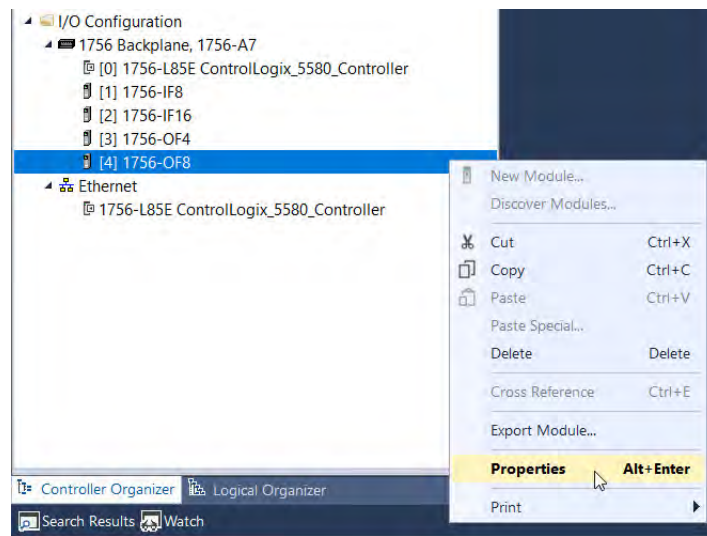 I/O Configuration
1756 Backplane, 1756-A7
[0] 1756-L85E ControlLogix_5580_Controller
[1] 1756-IF8
[2] 1756-IF16
[3] 1756-OF4
[4] 1756-OF8
Ethernet
1756-L85E ControlLogix_5580_Controller
New Module...
Discover Modules...
Cut Ctrl+X
Copy Ctrl+C
Paste Ctrl+V
Paste Special...
Delete Delete
Cross Reference Ctrl+E
Export Module...
Properties Alt+Enter
Print
Controller Organizer Logical Organizer
Search Results Watch